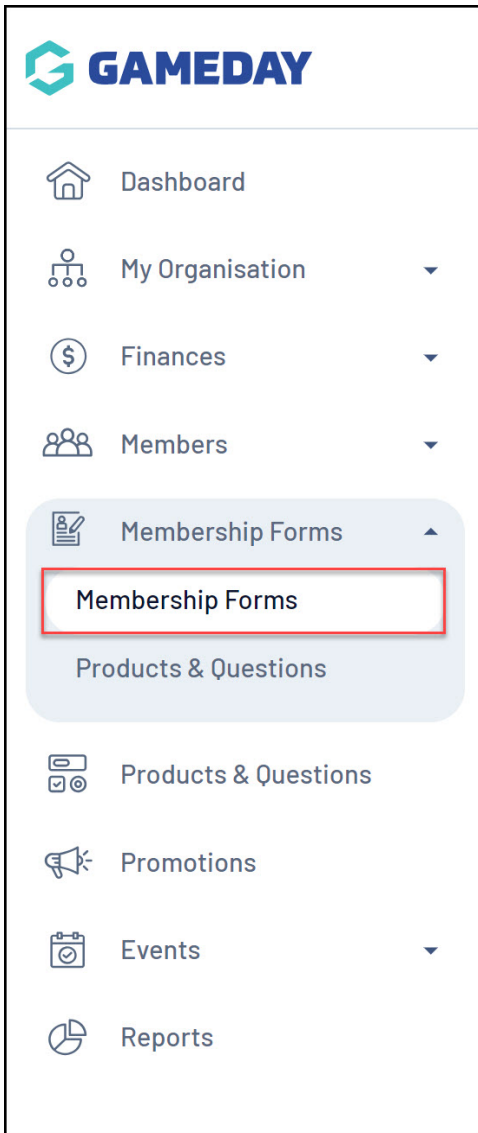 GAMEDAY
Dashboard
My Organisation
Finances
Members
Membership Forms
Membership Forms
Products & Questions
Products & Questions
Promotions
Events
Reports